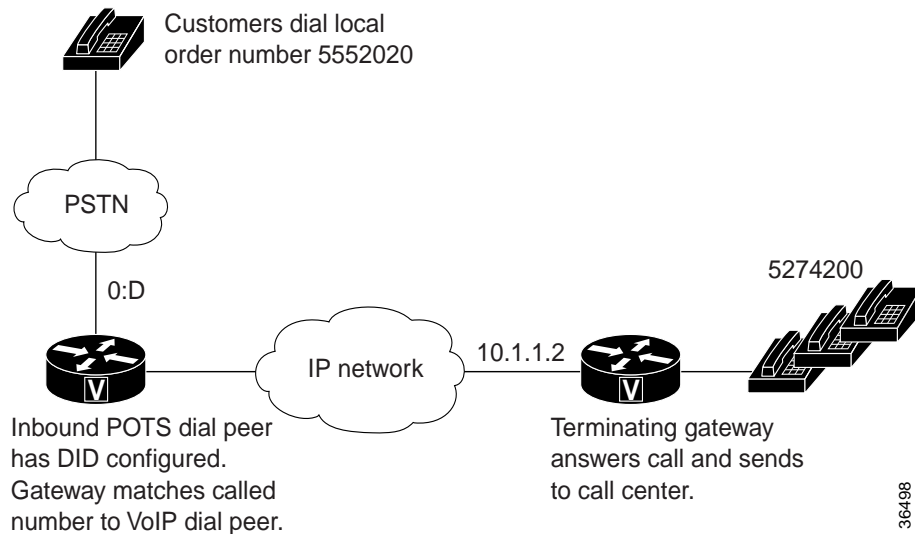 Customers dial local
order number 5552020
PSTN
0:D
5274200
IP network
10.1.1.2
V
V
Inbound POTS dial peer
has DID configured.
Gateway matches called
number to VoIP dial peer.
Terminating gateway
answers call and sends
to call center.
36498